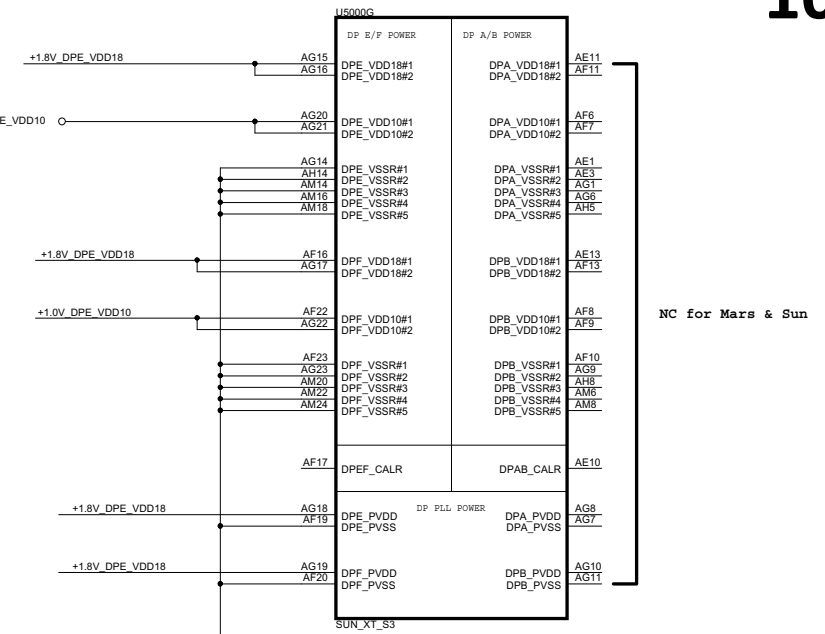 10
U5000G
DP E/F POWER DP A/B POWER
+1.8V_DPE_VDD18 AG15 DPE_VDD18#1 DPA_VDD18#1 AE11
AG16 DPE_VDD18#2 DPA_VDD18#2 AF11
E_VDD10 AG20 DPE_VDD10#1 DPA_VDD10#1 AF6
AG21 DPE_VDD10#2 DPA_VDD10#2 AF7
AG14 DPE_VSSR#1 DPA_VSSR#1 AE1
AH14 DPE_VSSR#2 DPA_VSSR#2 AE3
AM14 DPE_VSSR#3 DPA_VSSR#3 AG1
AM16 DPE_VSSR#4 DPA_VSSR#4 AG6
AM18 DPE_VSSR#5 DPA_VSSR#5 AH5
+1.8V_DPE_VDD18 AF16 DPF_VDD18#1 DPB_VDD18#1 AE13
AG17 DPF_VDD18#2 DPB_VDD18#2 AF13
+1.0V_DPE_VDD10 AF22 DPF_VDD10#1 DPB_VDD10#1 AF8
AG22 DPF_VDD10#2 DPB_VDD10#2 AF9
NC for Mars & Sun
AF23 DPF_VSSR#1 DPB_VSSR#1 AF10
AG23 DPF_VSSR#2 DPB_VSSR#2 AG9
AM20 DPF_VSSR#3 DPB_VSSR#3 AH8
AM22 DPF_VSSR#4 DPB_VSSR#4 AM6
AM24 DPF_VSSR#5 DPB_VSSR#5 AM8
AF17 DPEF_CALR DPAB_CALR AE10
DP PLL POWER
+1.8V_DPE_VDD18 AG18 DPE_PVDD DPA_PVDD AG8
AF19 DPE_PVSS DPA_PVSS AG7
+1.8V_DPE_VDD18 AG19 DPF_PVDD DPB_PVDD AG10
AF20 DPF_PVSS DPB_PVSS AG11
SUN_XT_S3